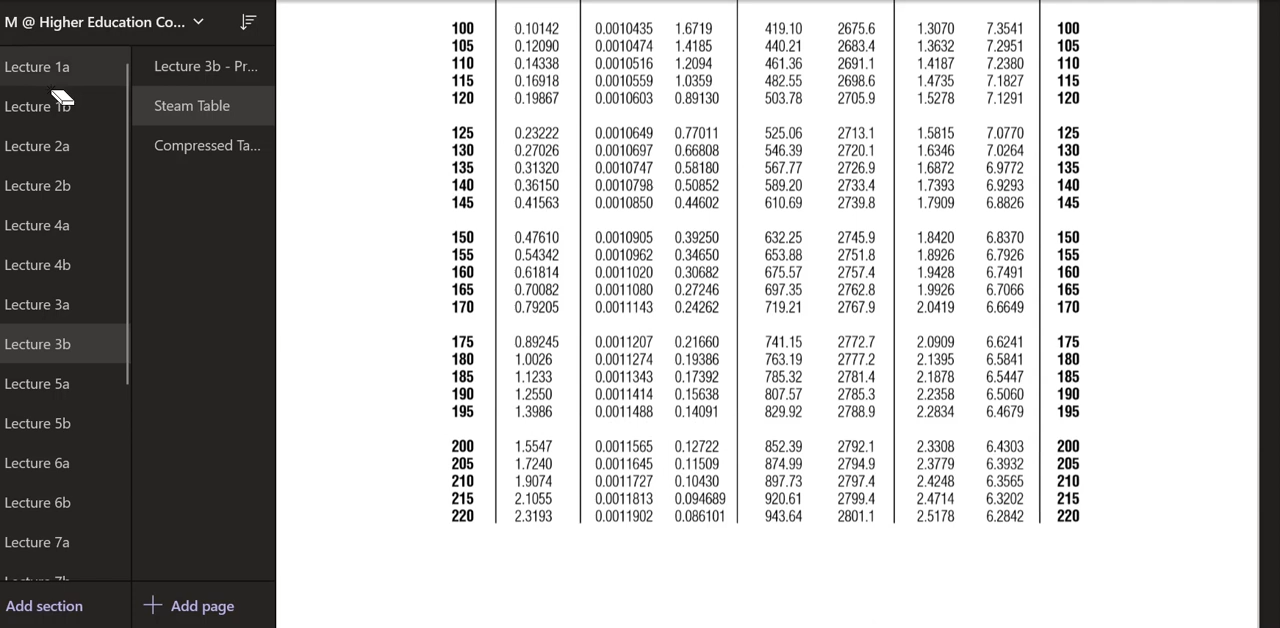 M @ Higher Education Co...
Lecture 1a
Lecture 1b
Lecture 2a
Lecture 2b
Lecture 4a
Lecture 4b
Lecture 3a
Lecture 3b
Lecture 5a
Lecture 5b
Lecture 6a
Lecture 6b
Lecture 7a
Lecture 7b
Add section
Lecture 3b - Pr...
Steam Table
Compressed Ta...
Add page
100 0.10142 0.0010435 1.6719 419.10 2675.6 1.3070 7.3541 100
105 0.12090 0.0010474 1.4185 440.21 2683.4 1.3632 7.2951 105
110 0.14338 0.0010516 1.2094 461.36 2691.1 1.4187 7.2380 110
115 0.16918 0.0010559 1.0359 482.55 2698.6 1.4735 7.1827 115
120 0.19867 0.0010603 0.89130 503.78 2705.9 1.5278 7.1291 120
125 0.23222 0.0010649 0.77011 525.06 2713.1 1.5815 7.0770 125
130 0.27026 0.0010697 0.66808 546.39 2720.1 1.6346 7.0264 130
135 0.31320 0.0010747 0.58180 567.77 2726.9 1.6872 6.9772 135
140 0.36150 0.0010798 0.50852 589.20 2733.4 1.7393 6.9293 140
145 0.41563 0.0010850 0.44602 610.69 2739.8 1.7909 6.8826 145
150 0.47610 0.0010905 0.39250 632.25 2745.9 1.8420 6.8370 150
155 0.54342 0.0010962 0.34650 653.88 2751.8 1.8926 6.7926 155
160 0.61814 0.0011020 0.30682 675.57 2757.4 1.9428 6.7491 160
165 0.70082 0.0011080 0.27246 697.35 2762.8 1.9926 6.7066 165
170 0.79205 0.0011143 0.24262 719.21 2767.9 2.0419 6.6649 170
175 0.89245 0.0011207 0.21660 741.15 2772.7 2.0909 6.6241 175
180 1.0026 0.0011274 0.19386 763.19 2777.2 2.1395 6.5841 180
185 1.1233 0.0011343 0.17392 785.32 2781.4 2.1878 6.5447 185
190 1.2550 0.0011414 0.15638 807.57 2785.3 2.2358 6.5060 190
195 1.3986 0.0011488 0.14091 829.92 2788.9 2.2834 6.4679 195
200 1.5547 0.0011565 0.12722 852.39 2792.1 2.3308 6.4303 200
205 1.7240 0.0011645 0.11509 874.99 2794.9 2.3779 6.3932 205
210 1.9074 0.0011727 0.10430 897.73 2797.4 2.4248 6.3565 210
215 2.1055 0.0011813 0.094689 920.61 2799.4 2.4714 6.3202 215
220 2.3193 0.0011902 0.086101 943.64 2801.1 2.5178 6.2842 220